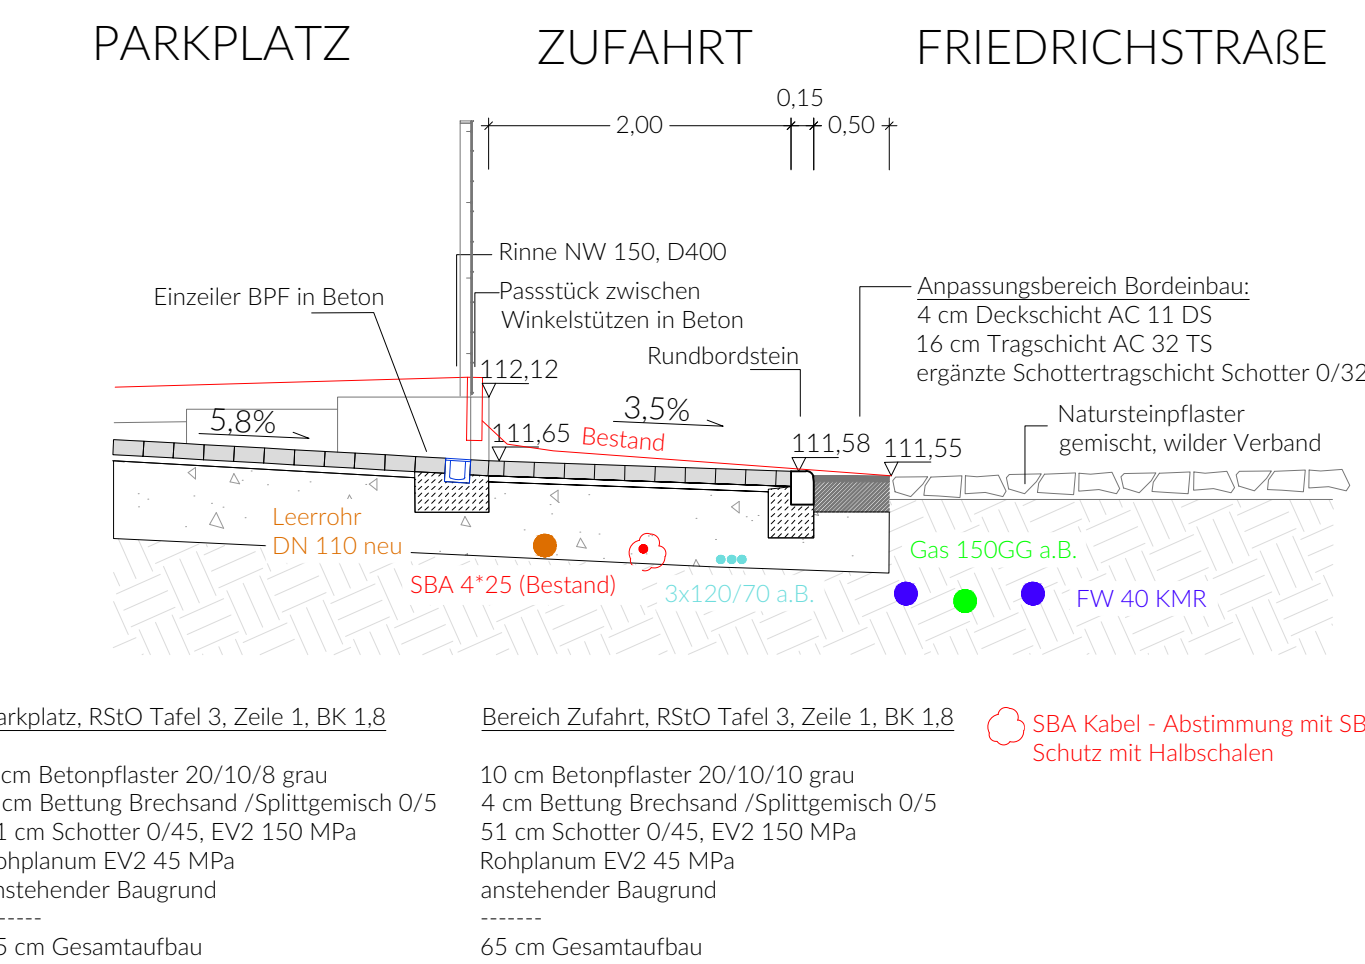 PARKPLATZ
ZUFAHRT
FRIEDRICHSTRAßE
0,15
2,00
0,50
Rinne NW 150, D400
Einzeiler BPF in Beton
Passstück zwischen
Winkelstützen in Beton
Anpassungsbereich Bordeinbau:
4 cm Deckschicht AC 11 DS
16 cm Tragschicht AC 32 TS
ergänzte Schottertragschicht Schotter 0/32
Rundbordstein
112,12
5,8%
3,5%
Natursteinpflaster
gemischt, wilder Verband
111,65
Bestand
111,58
111,55
Leerrohr
DN 110 neu
SBA 4*25 (Bestand)
3x120/70 a.B.
Gas 150GG a.B.
FW 40 KMR
arkplatz, RStO Tafel 3, Zeile 1, BK 1,8
cm Betonpflaster 20/10/8 grau
cm Bettung Brechsand /Splittgemisch 0/5
1 cm Schotter 0/45, EV2 150 MPa
ohplanum EV2 45 MPa
nstehender Baugrund
-----
5 cm Gesamtaufbau
Bereich Zufahrt, RStO Tafel 3, Zeile 1, BK 1,8
10 cm Betonpflaster 20/10/10 grau
4 cm Bettung Brechsand /Splittgemisch 0/5
51 cm Schotter 0/45, EV2 150 MPa
Rohplanum EV2 45 MPa
anstehender Baugrund
-------
65 cm Gesamtaufbau
SBA Kabel - Abstimmung mit SB
Schutz mit Halbschalen